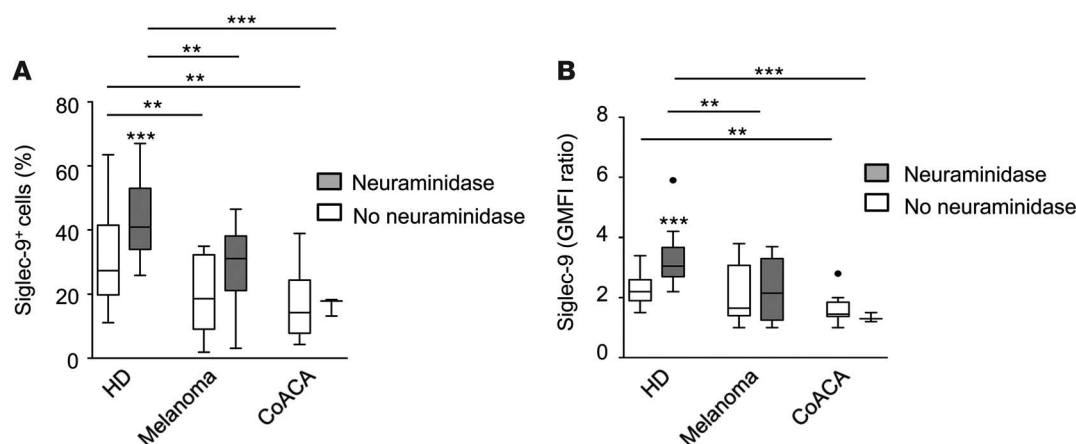 A
***
**
**
**
***
80
60
40
20
0
Siglec-9+ cells (%)
HD
Melanoma
CoACA
Neuraminidase
No neuraminidase
B
***
**
**
***
8
6
4
2
0
Siglec-9 (GMFI ratio)
HD
Melanoma
CoACA
Neuraminidase
No neuraminidase